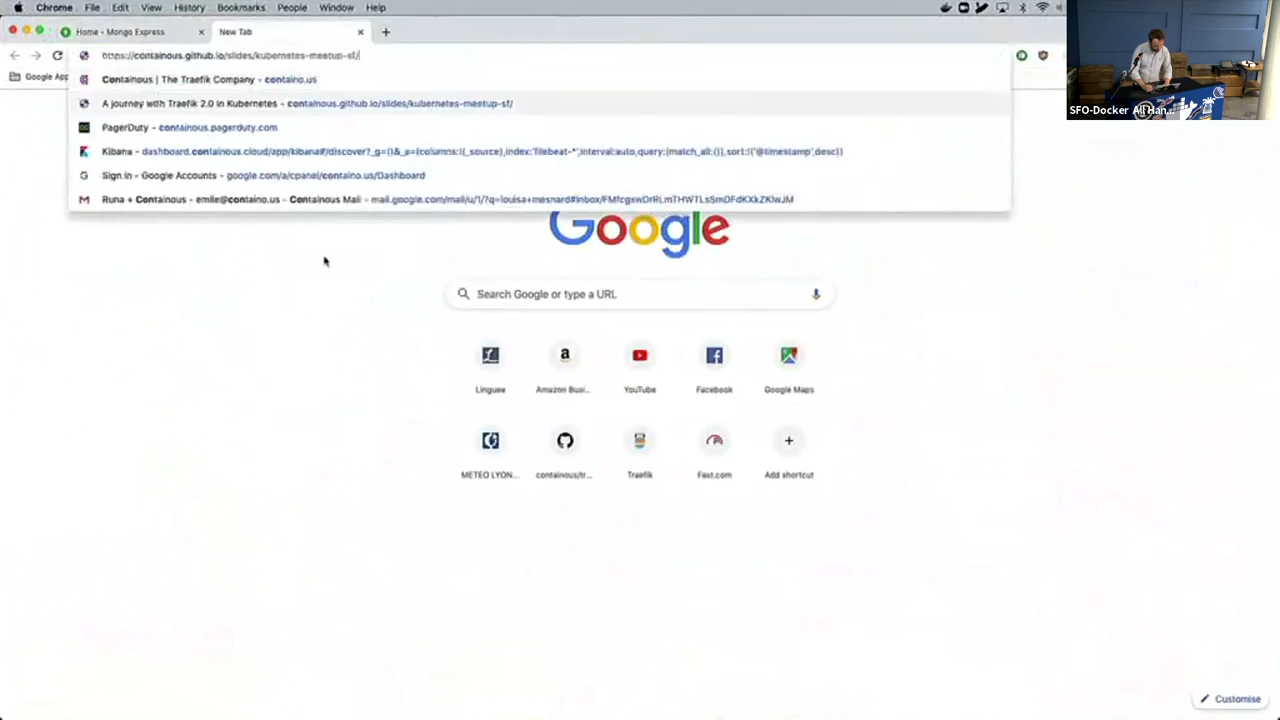 Chrome File Edit View History Bookmarks People Window Help
Home - Mongo Express
New Tab
https://containous.github.io/slides/kubernetes-meetup-sf/
Google App
Containous | The Traefik Company - containo.us
A journey with Traefik 2.0 in Kubernetes - containous.github.io/slides/kubernetes-meetup-sf/
PagerDuty - containous.pagerduty.com
Kibana - dashboard.containous.cloud/app/kibana#/discover?_g=()&_a=(columns:!(_source),index:'filebeat-*',interval:auto,query:(match_all:()),sort:!('@timestamp',desc))
Sign in - Google Accounts - google.com/a/cpanel/containo.us/Dashboard
Runa + Containous - emile@containo.us - Containous Mail
SFO-Docker All Han...
Google
Search Google or type a URL
Linguee Amazon Busi... YouTube Facebook Google Maps
METEO LYON... containous/tr... Traefik Fast.com Add shortcut
Customise